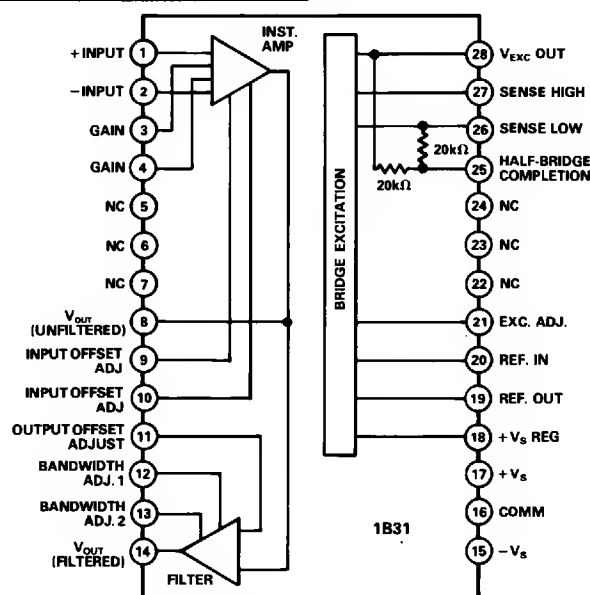 INST.
AMP
+ INPUT 1
− INPUT 2
GAIN 3
GAIN 4
NC 5
NC 6
NC 7
VOUT 8
(UNFILTERED)
INPUT OFFSET 9
ADJ
INPUT OFFSET 10
ADJ
OUTPUT OFFSET 11
ADJUST
BANDWIDTH 12
ADJ. 1
BANDWIDTH 13
ADJ. 2
VOUT 14
(FILTERED)
FILTER
BRIDGE EXCITATION
20kΩ
20kΩ
28 VEXC OUT
27 SENSE HIGH
26 SENSE LOW
25 HALF-BRIDGE
COMPLETION
24 NC
23 NC
22 NC
21 EXC. ADJ.
20 REF. IN
19 REF. OUT
18 +VS REG
17 +VS
16 COMM
15 −VS
1B31